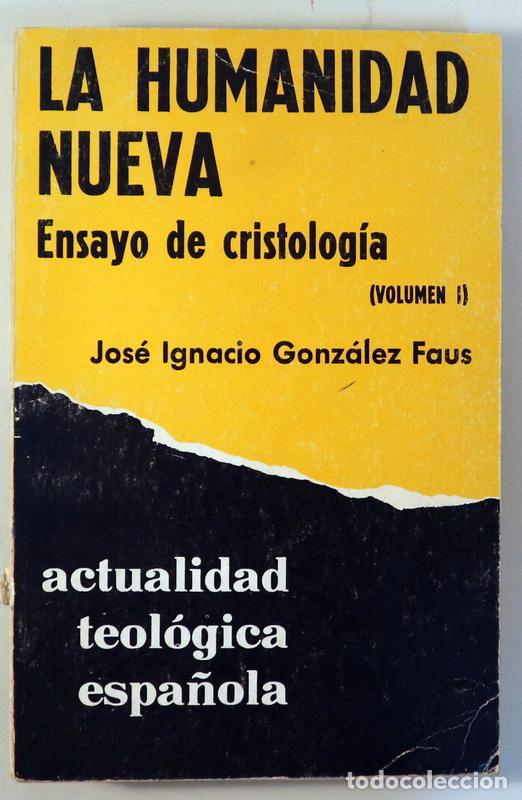 LA HUMANIDAD
NUEVA
Ensayo de cristología
(VOLUMEN I)
José Ignacio González Faus
actualidad
teológica
española
todocoleccion